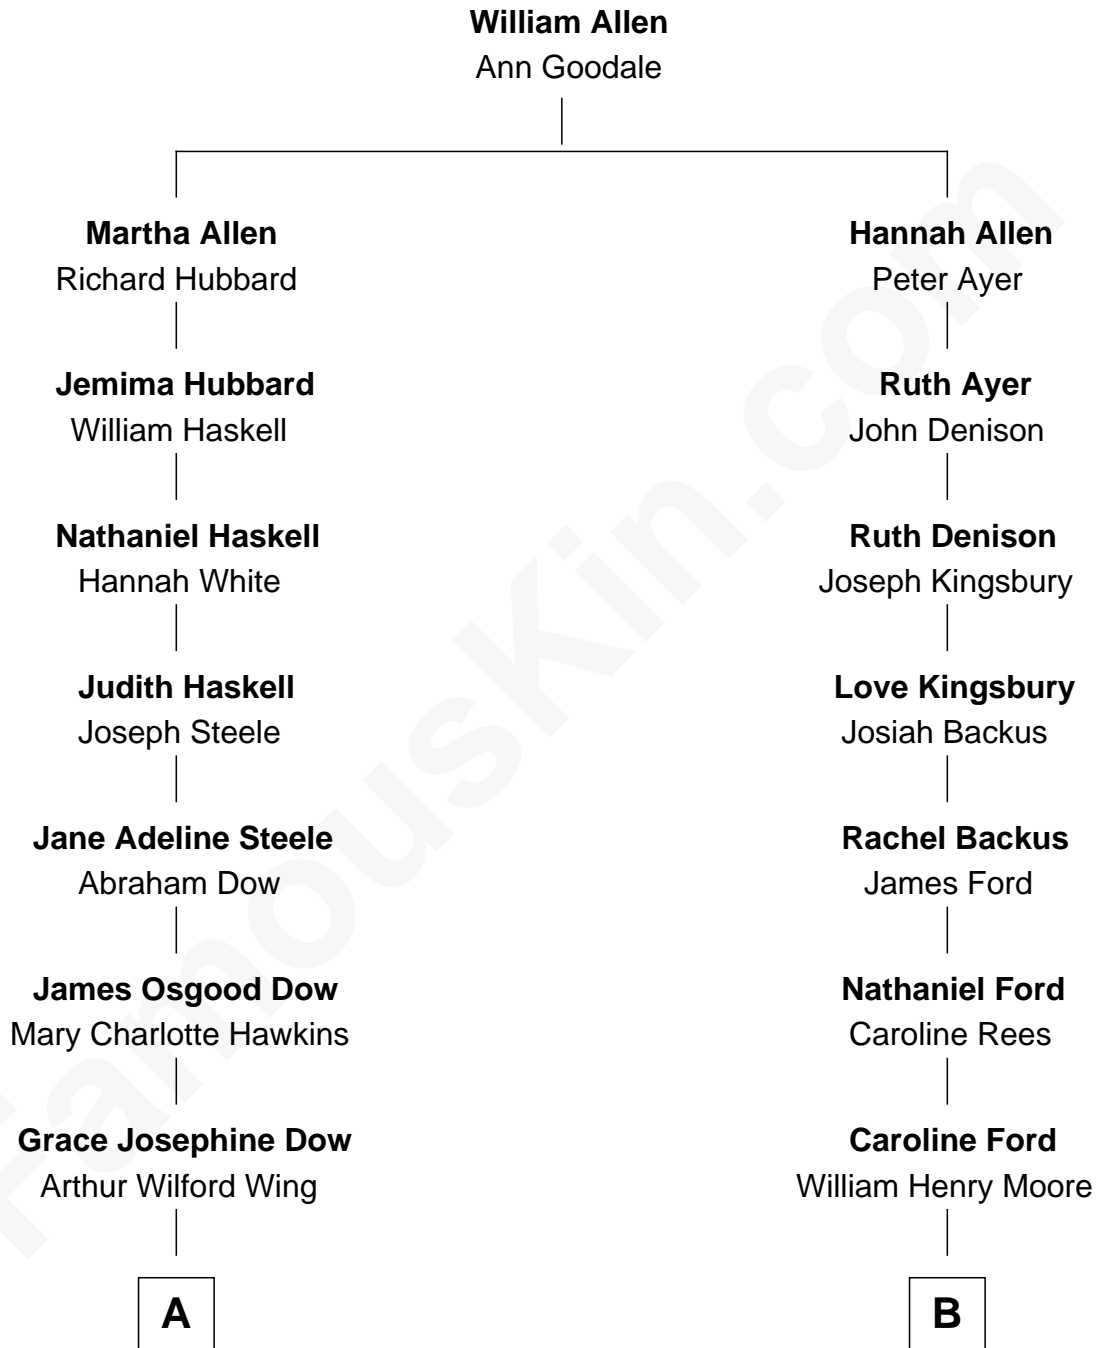 William Allen
Ann Goodale
Martha Allen
Richard Hubbard
Hannah Allen
Peter Ayer
Jemima Hubbard
William Haskell
Ruth Ayer
John Denison
Nathaniel Haskell
Hannah White
Ruth Denison
Joseph Kingsbury
Judith Haskell
Joseph Steele
Love Kingsbury
Josiah Backus
Jane Adeline Steele
Abraham Dow
Rachel Backus
James Ford
James Osgood Dow
Mary Charlotte Hawkins
Nathaniel Ford
Caroline Rees
Grace Josephine Dow
Arthur Wilford Wing
Caroline Ford
William Henry Moore
A
B
FamousKin.com